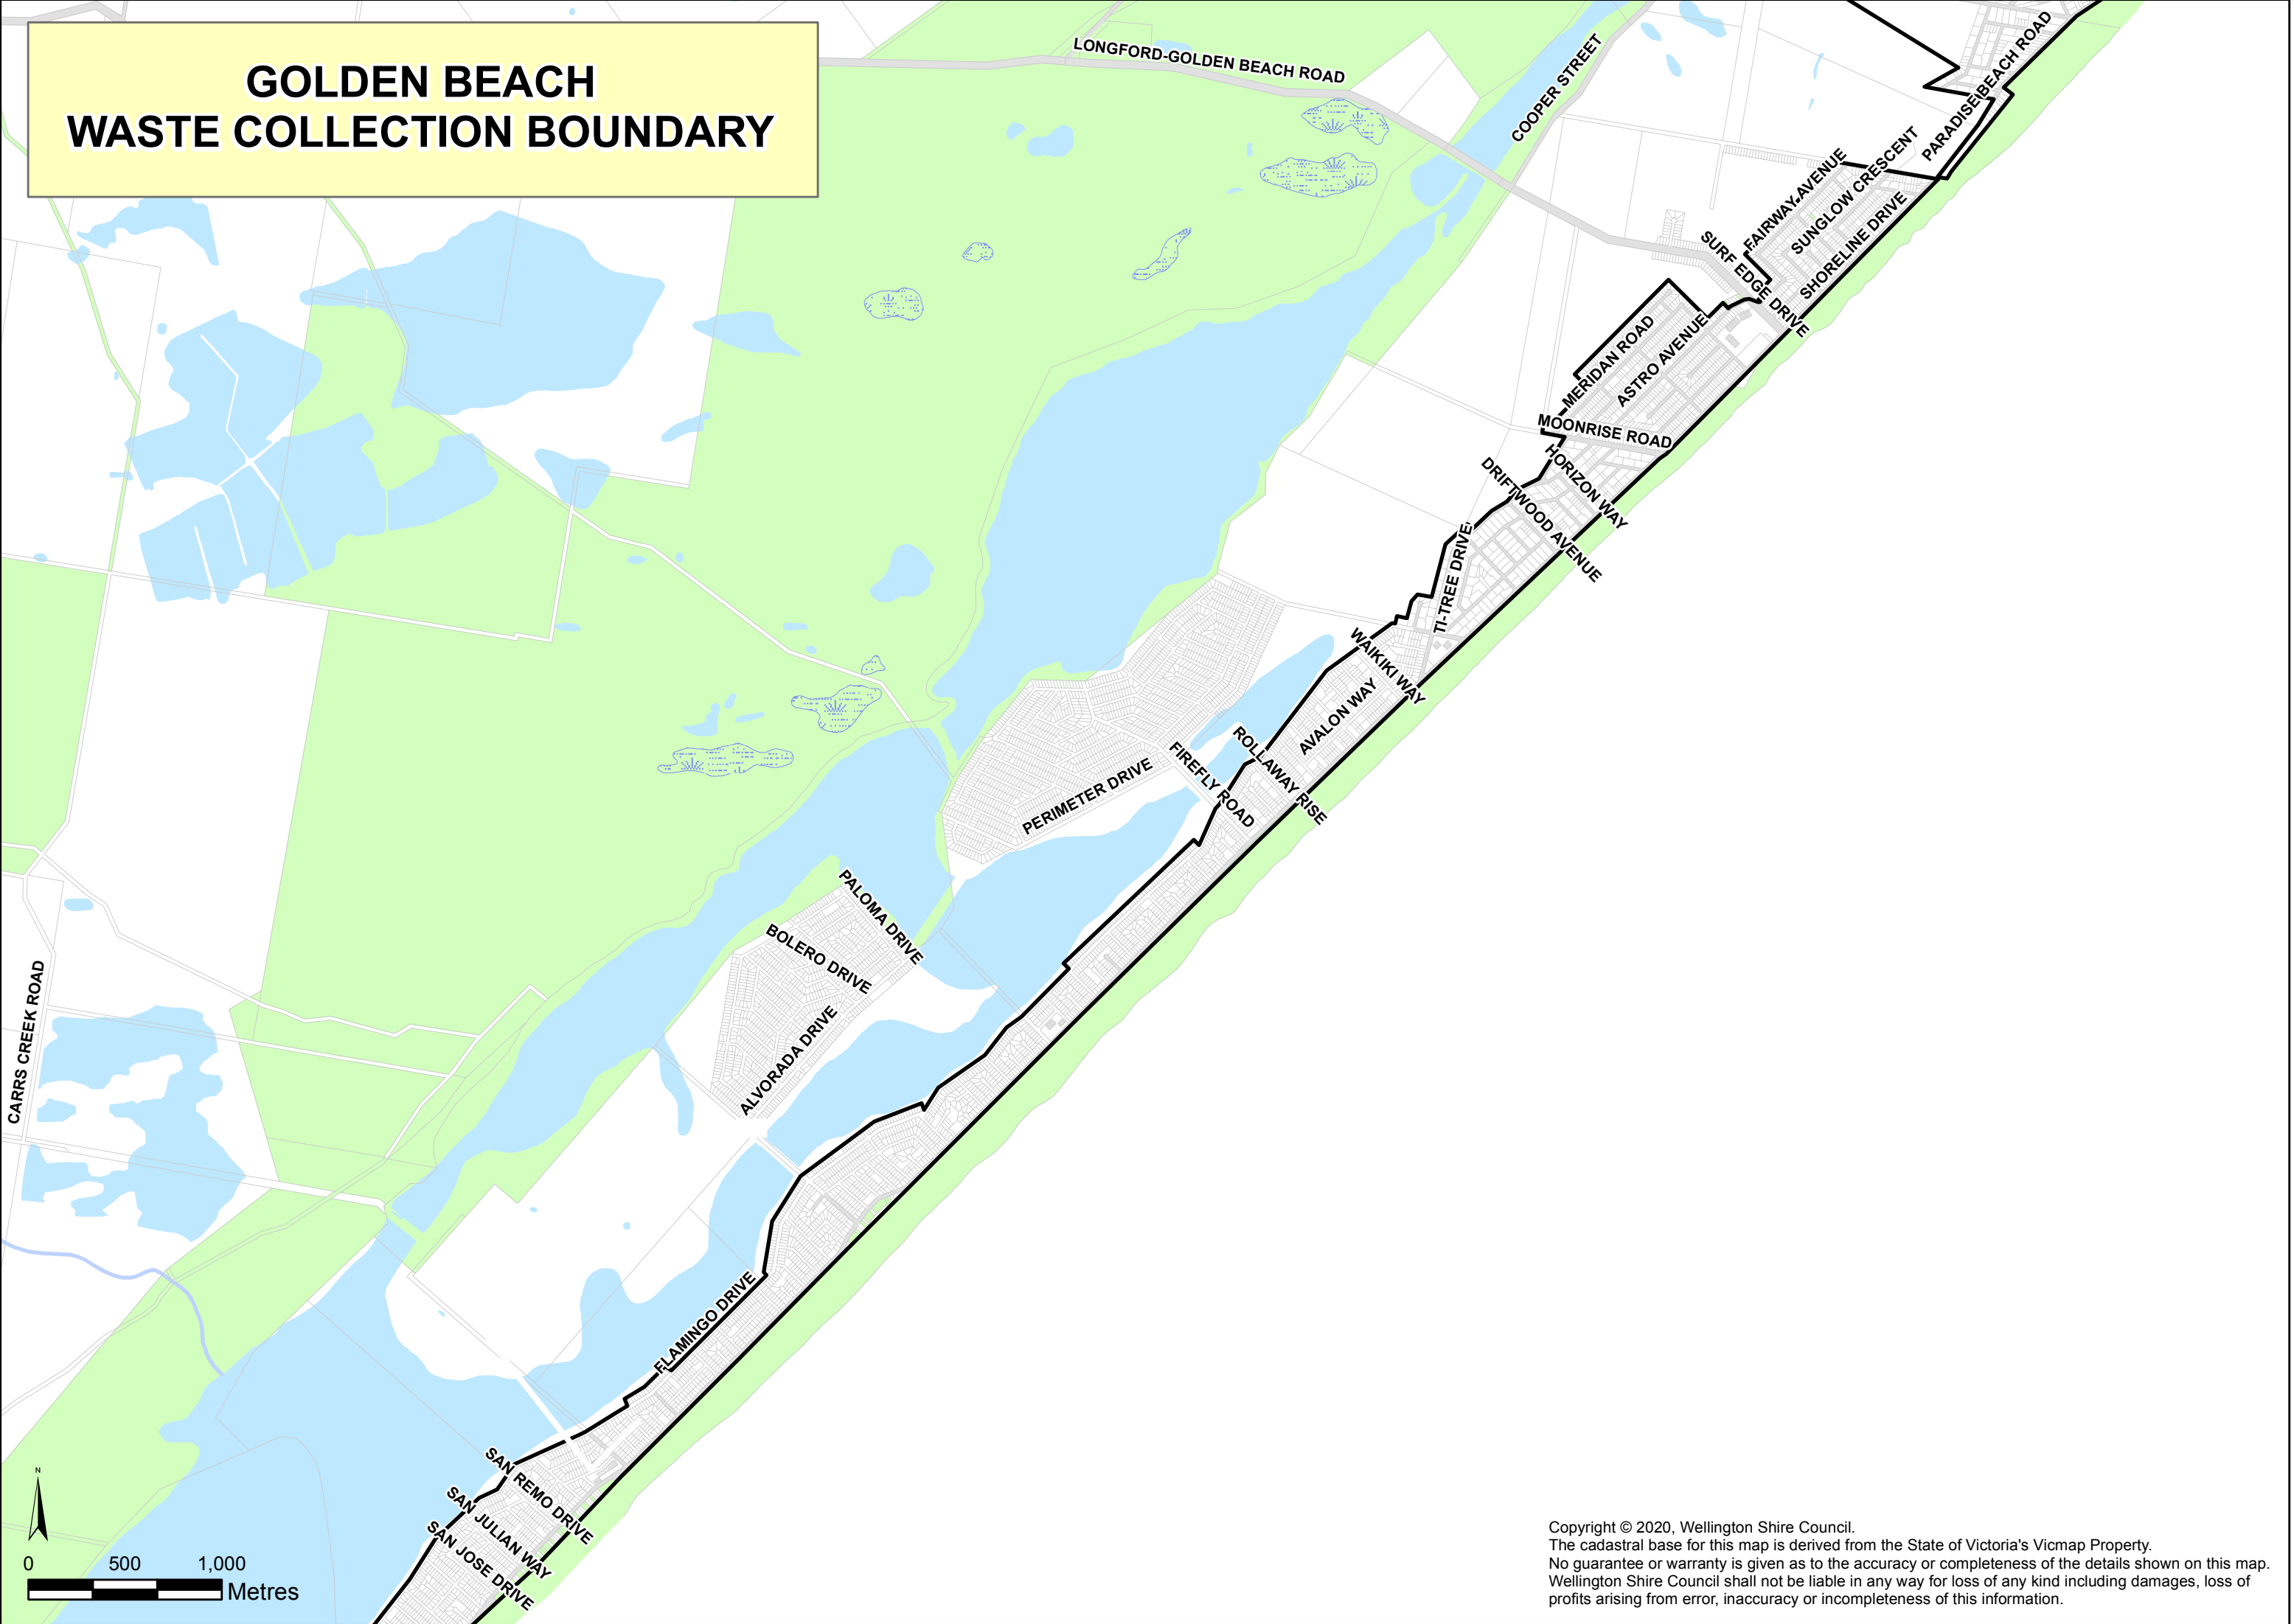 GOLDEN BEACH
WASTE COLLECTION BOUNDARY
LONGFORD-GOLDEN BEACH ROAD
COOPER STREET
PARADISE BEACH ROAD
FAIRWAY AVENUE
SUNGLOW CRESCENT
SHORELINE DRIVE
SURF EDGE DRIVE
MERIDAN ROAD
ASTRO AVENUE
MOONRISE ROAD
HORIZON WAY
DRIFTWOOD AVENUE
TI-TREE DRIVE
WAIKIKI WAY
AVALON WAY
ROLLAWAY RISE
FIREFLY ROAD
PERIMETER DRIVE
PALOMA DRIVE
BOLERO DRIVE
ALVORADA DRIVE
CARRS CREEK ROAD
FLAMINGO DRIVE
SAN REMO DRIVE
SAN JULIAN WAY
SAN JOSE DRIVE
N
0 500 1,000
Metres
Copyright © 2020, Wellington Shire Council.
The cadastral base for this map is derived from the State of Victoria's Vicmap Property.
No guarantee or warranty is given as to the accuracy or completeness of the details shown on this map.
Wellington Shire Council shall not be liable in any way for loss of any kind including damages, loss of
profits arising from error, inaccuracy or incompleteness of this information.